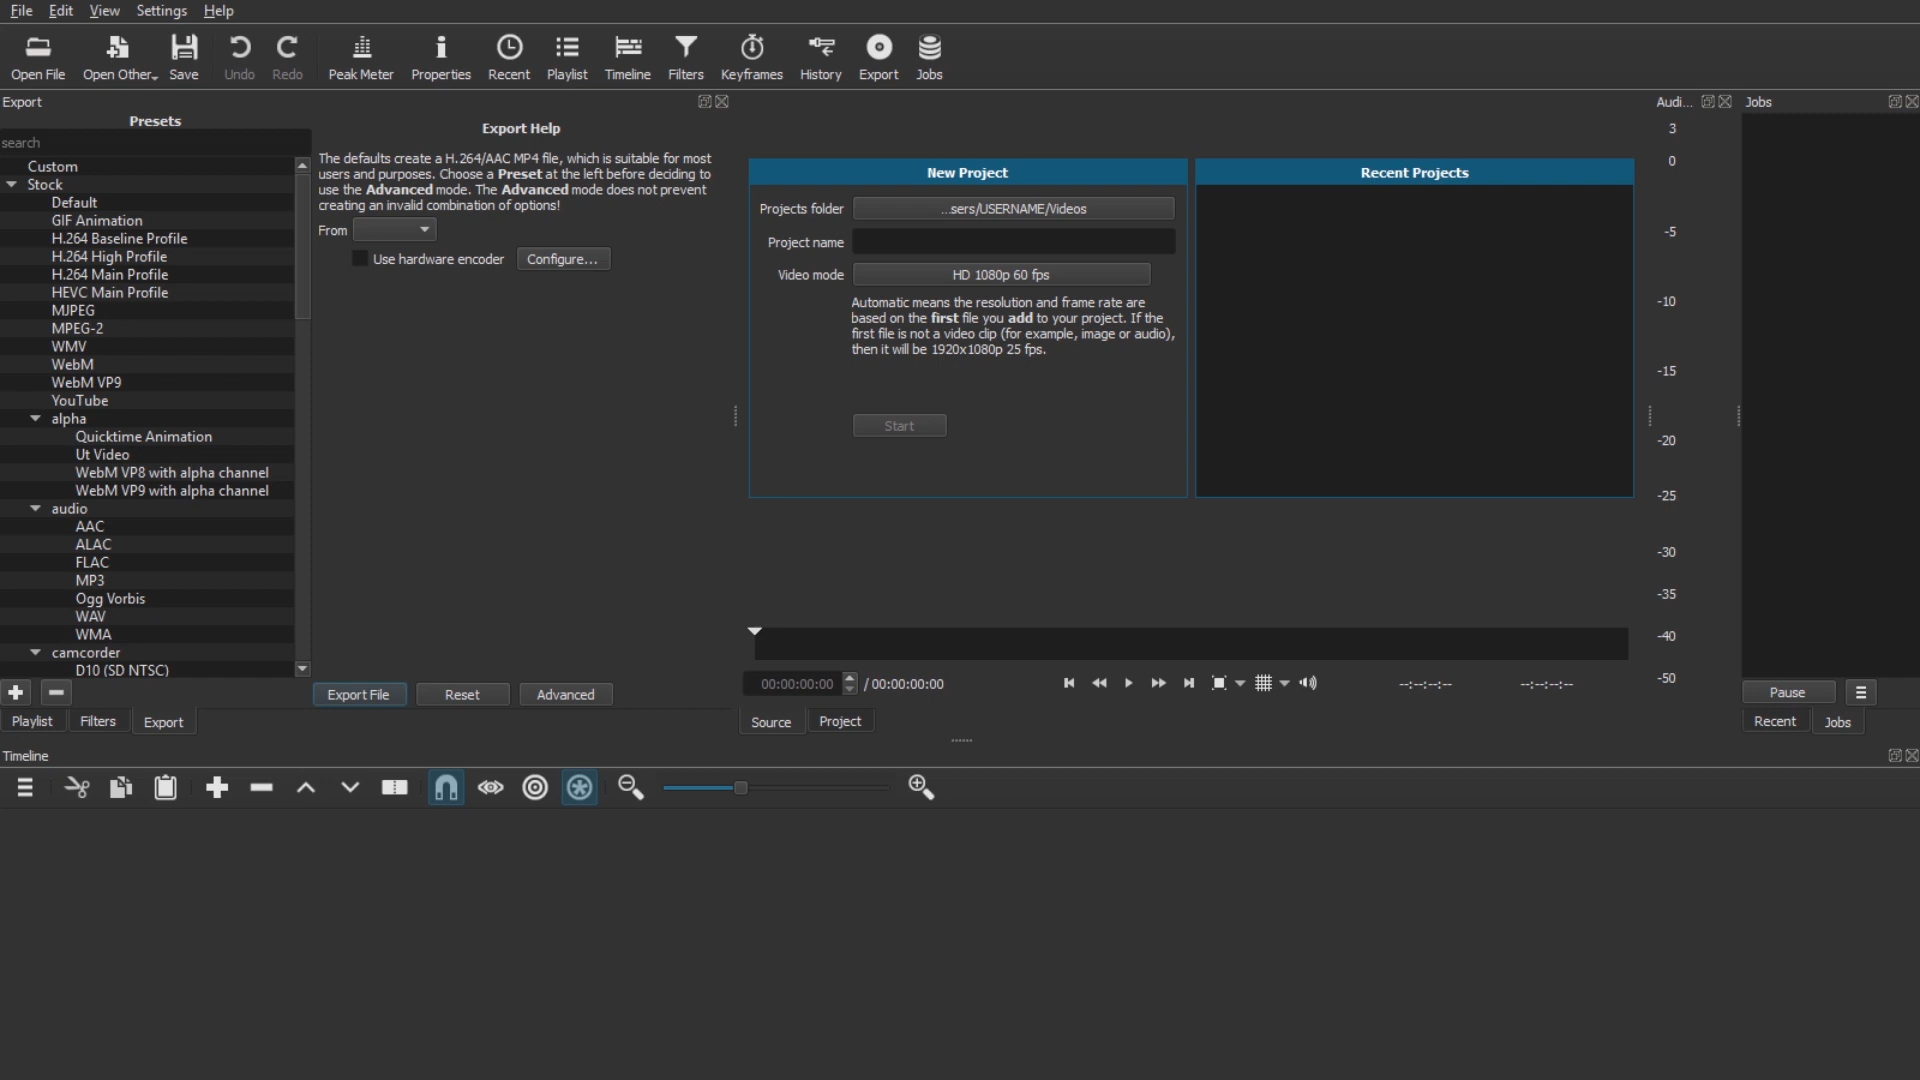 File Edit View Settings Help
Open File Open Other... Save Undo Redo Peak Meter Properties Recent Playlist Timeline Filters Keyframes History Export Jobs
Export
Presets
search
Custom
Stock
Default
GIF Animation
H.264 Baseline Profile
H.264 High Profile
H.264 Main Profile
HEVC Main Profile
MJPEG
MPEG-2
WMV
WebM
WebM VP9
YouTube
alpha
Quicktime Animation
Ut Video
WebM VP8 with alpha channel
WebM VP9 with alpha channel
audio
AAC
ALAC
FLAC
MP3
Ogg Vorbis
WAV
WMA
camcorder
D10 (SD NTSC)
Export Help
The defaults create a H.264/AAC MP4 file, which is suitable for most
users and purposes. Choose a Preset at the left before deciding to
use the Advanced mode. The Advanced mode does not prevent
creating an invalid combination of options!
From
Use hardware encoder Configure...
Export File Reset Advanced
Playlist Filters Export
New Project
Projects folder ...sers/USERNAME/Videos
Project name
Video mode HD 1080p 60 fps
Automatic means the resolution and frame rate are
based on the first file you add to your project. If the
first file is not a video clip (for example, image or audio),
then it will be 1920x1080p 25 fps.
Start
Recent Projects
00:00:00:00 / 00:00:00:00 --:--:--:-- --:--:--:--
Source Project
Audi...
3
0
-5
-10
-15
-20
-25
-30
-35
-40
-50
Jobs
Pause
Recent Jobs
Timeline